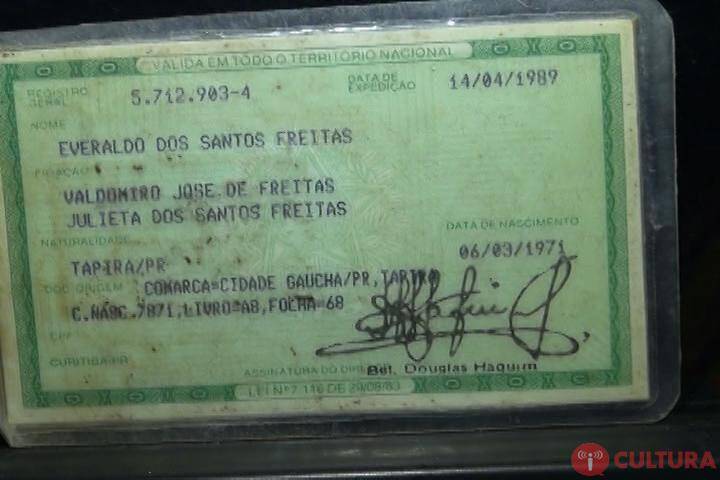 VALIDA EM TODO O TERRITÓRIO NACIONAL
REGISTRO GERAL 5.712.903-4 DATA DE EXPEDIÇÃO 14/04/1989
NOME
EVERALDO DOS SANTOS FREITAS
FILIAÇÃO
VALDOMIRO JOSE DE FREITAS
JULIETA DOS SANTOS FREITAS
NATURALIDADE DATA DE NASCIMENTO
TAPIRA/PR 06/03/1971
DOC ORIGEM COMARCA=CIDADE GAUCHA/PR,TAPIRA
C.NASC.7871,LIVRO=A8,FOLHA=68
CPF
CURITIBA-PR
ASSINATURA DO DIRETOR Bel. Douglas Haquim
LEI Nº 7.116 DE 29/08/83
CULTURA